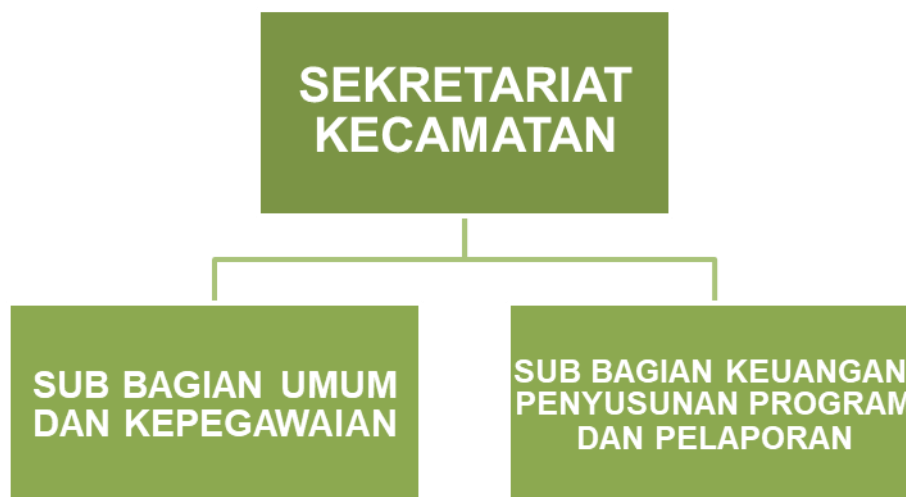 SEKRETARIAT
KECAMATAN
SUB BAGIAN UMUM
DAN KEPEGAWAIAN
SUB BAGIAN KEUANGAN
PENYUSUNAN PROGRAM
DAN PELAPORAN